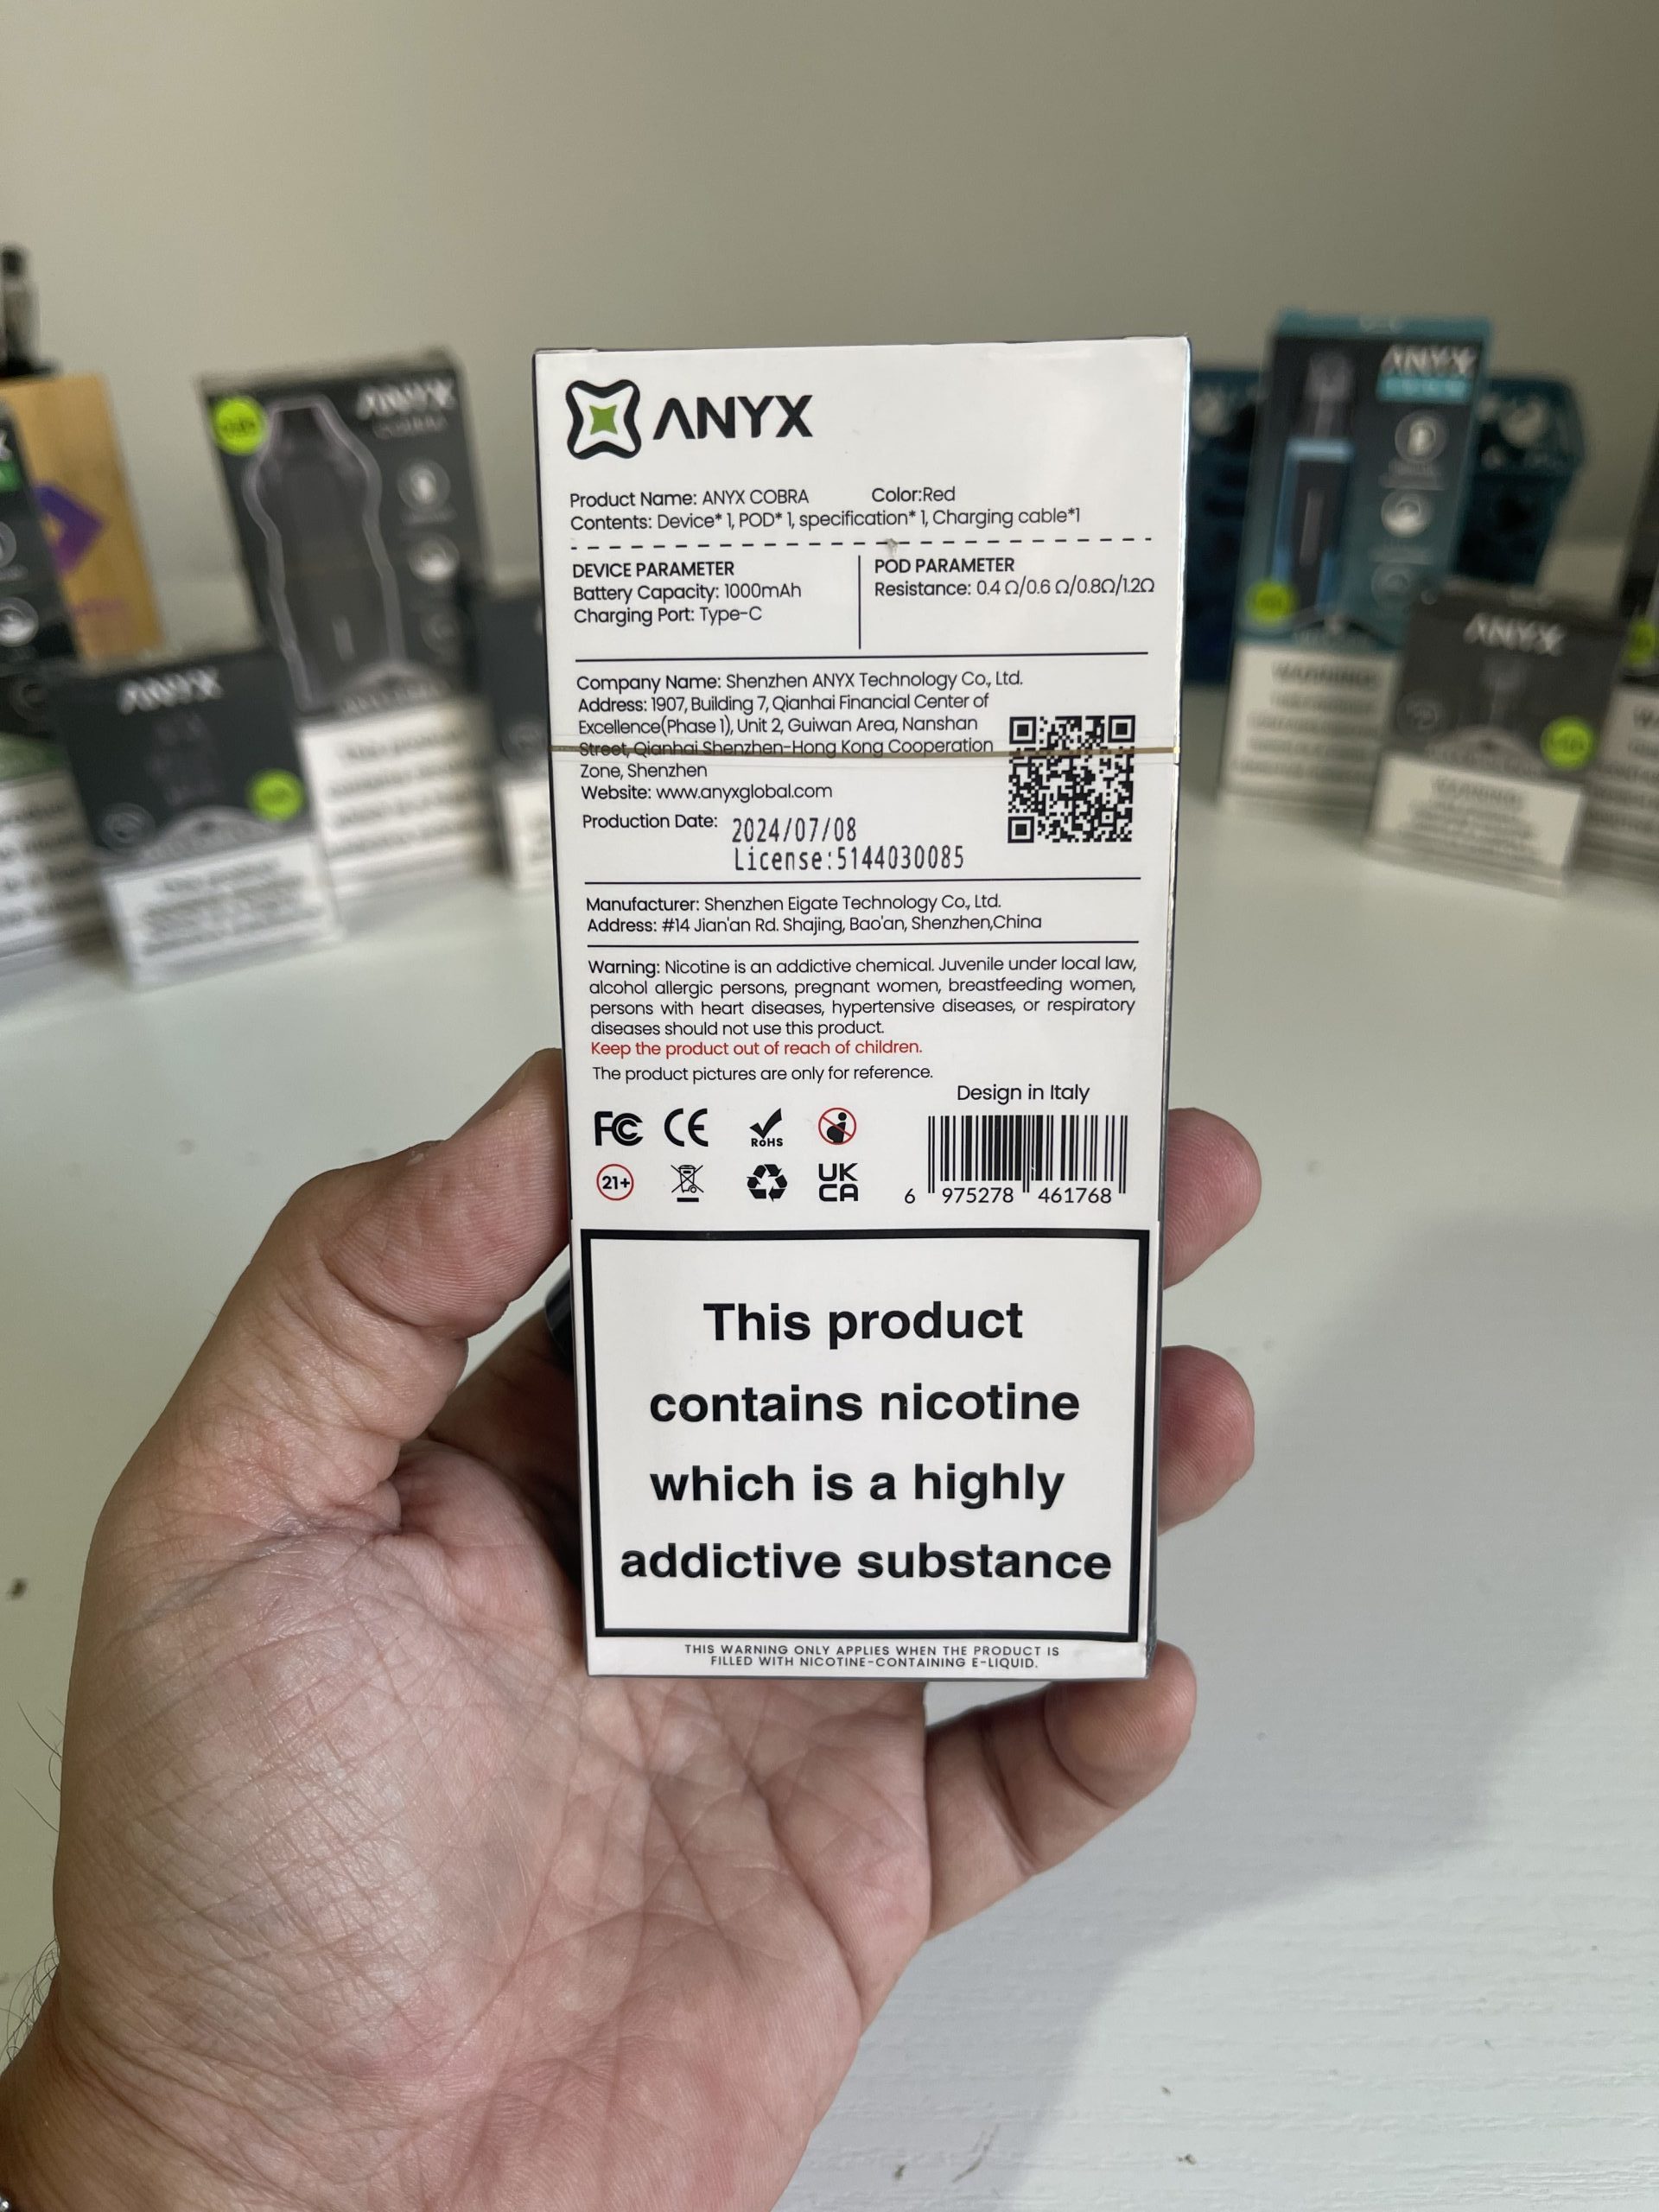 ANYX
Product Name: ANYX COBRA Color:Red
Contents: Device* 1, POD* 1, specification* 1, Charging cable*1
DEVICE PARAMETER
Battery Capacity: 1000mAh
Charging Port: Type-C
POD PARAMETER
Resistance: 0.4 Ω/0.6 Ω/0.8Ω/1.2Ω
Company Name: Shenzhen ANYX Technology Co., Ltd.
Address: 1907, Building 7, Qianhai Financial Center of
Excellence(Phase 1), Unit 2, Guiwan Area, Nanshan
Street, Qianhai Shenzhen-Hong Kong Cooperation
Zone, Shenzhen
Website: www.anyxglobal.com
Production Date: 2024/07/08
License:5144030085
Manufacturer: Shenzhen Eigate Technology Co., Ltd.
Address: #14 Jian'an Rd. Shajing, Bao'an, Shenzhen,China
Warning: Nicotine is an addictive chemical. Juvenile under local law,
alcohol allergic persons, pregnant women, breastfeeding women,
persons with heart diseases, hypertensive diseases, or respiratory
diseases should not use this product.
Keep the product out of reach of children.
The product pictures are only for reference.
Design in Italy
FC CE RoHS
21+ UK
CA
6 975278 461768
This product
contains nicotine
which is a highly
addictive substance
THIS WARNING ONLY APPLIES WHEN THE PRODUCT IS
FILLED WITH NICOTINE-CONTAINING E-LIQUID.
ANYX
COBRA
ANYX
ANYX
WARNING:
ANYX
WARNING: